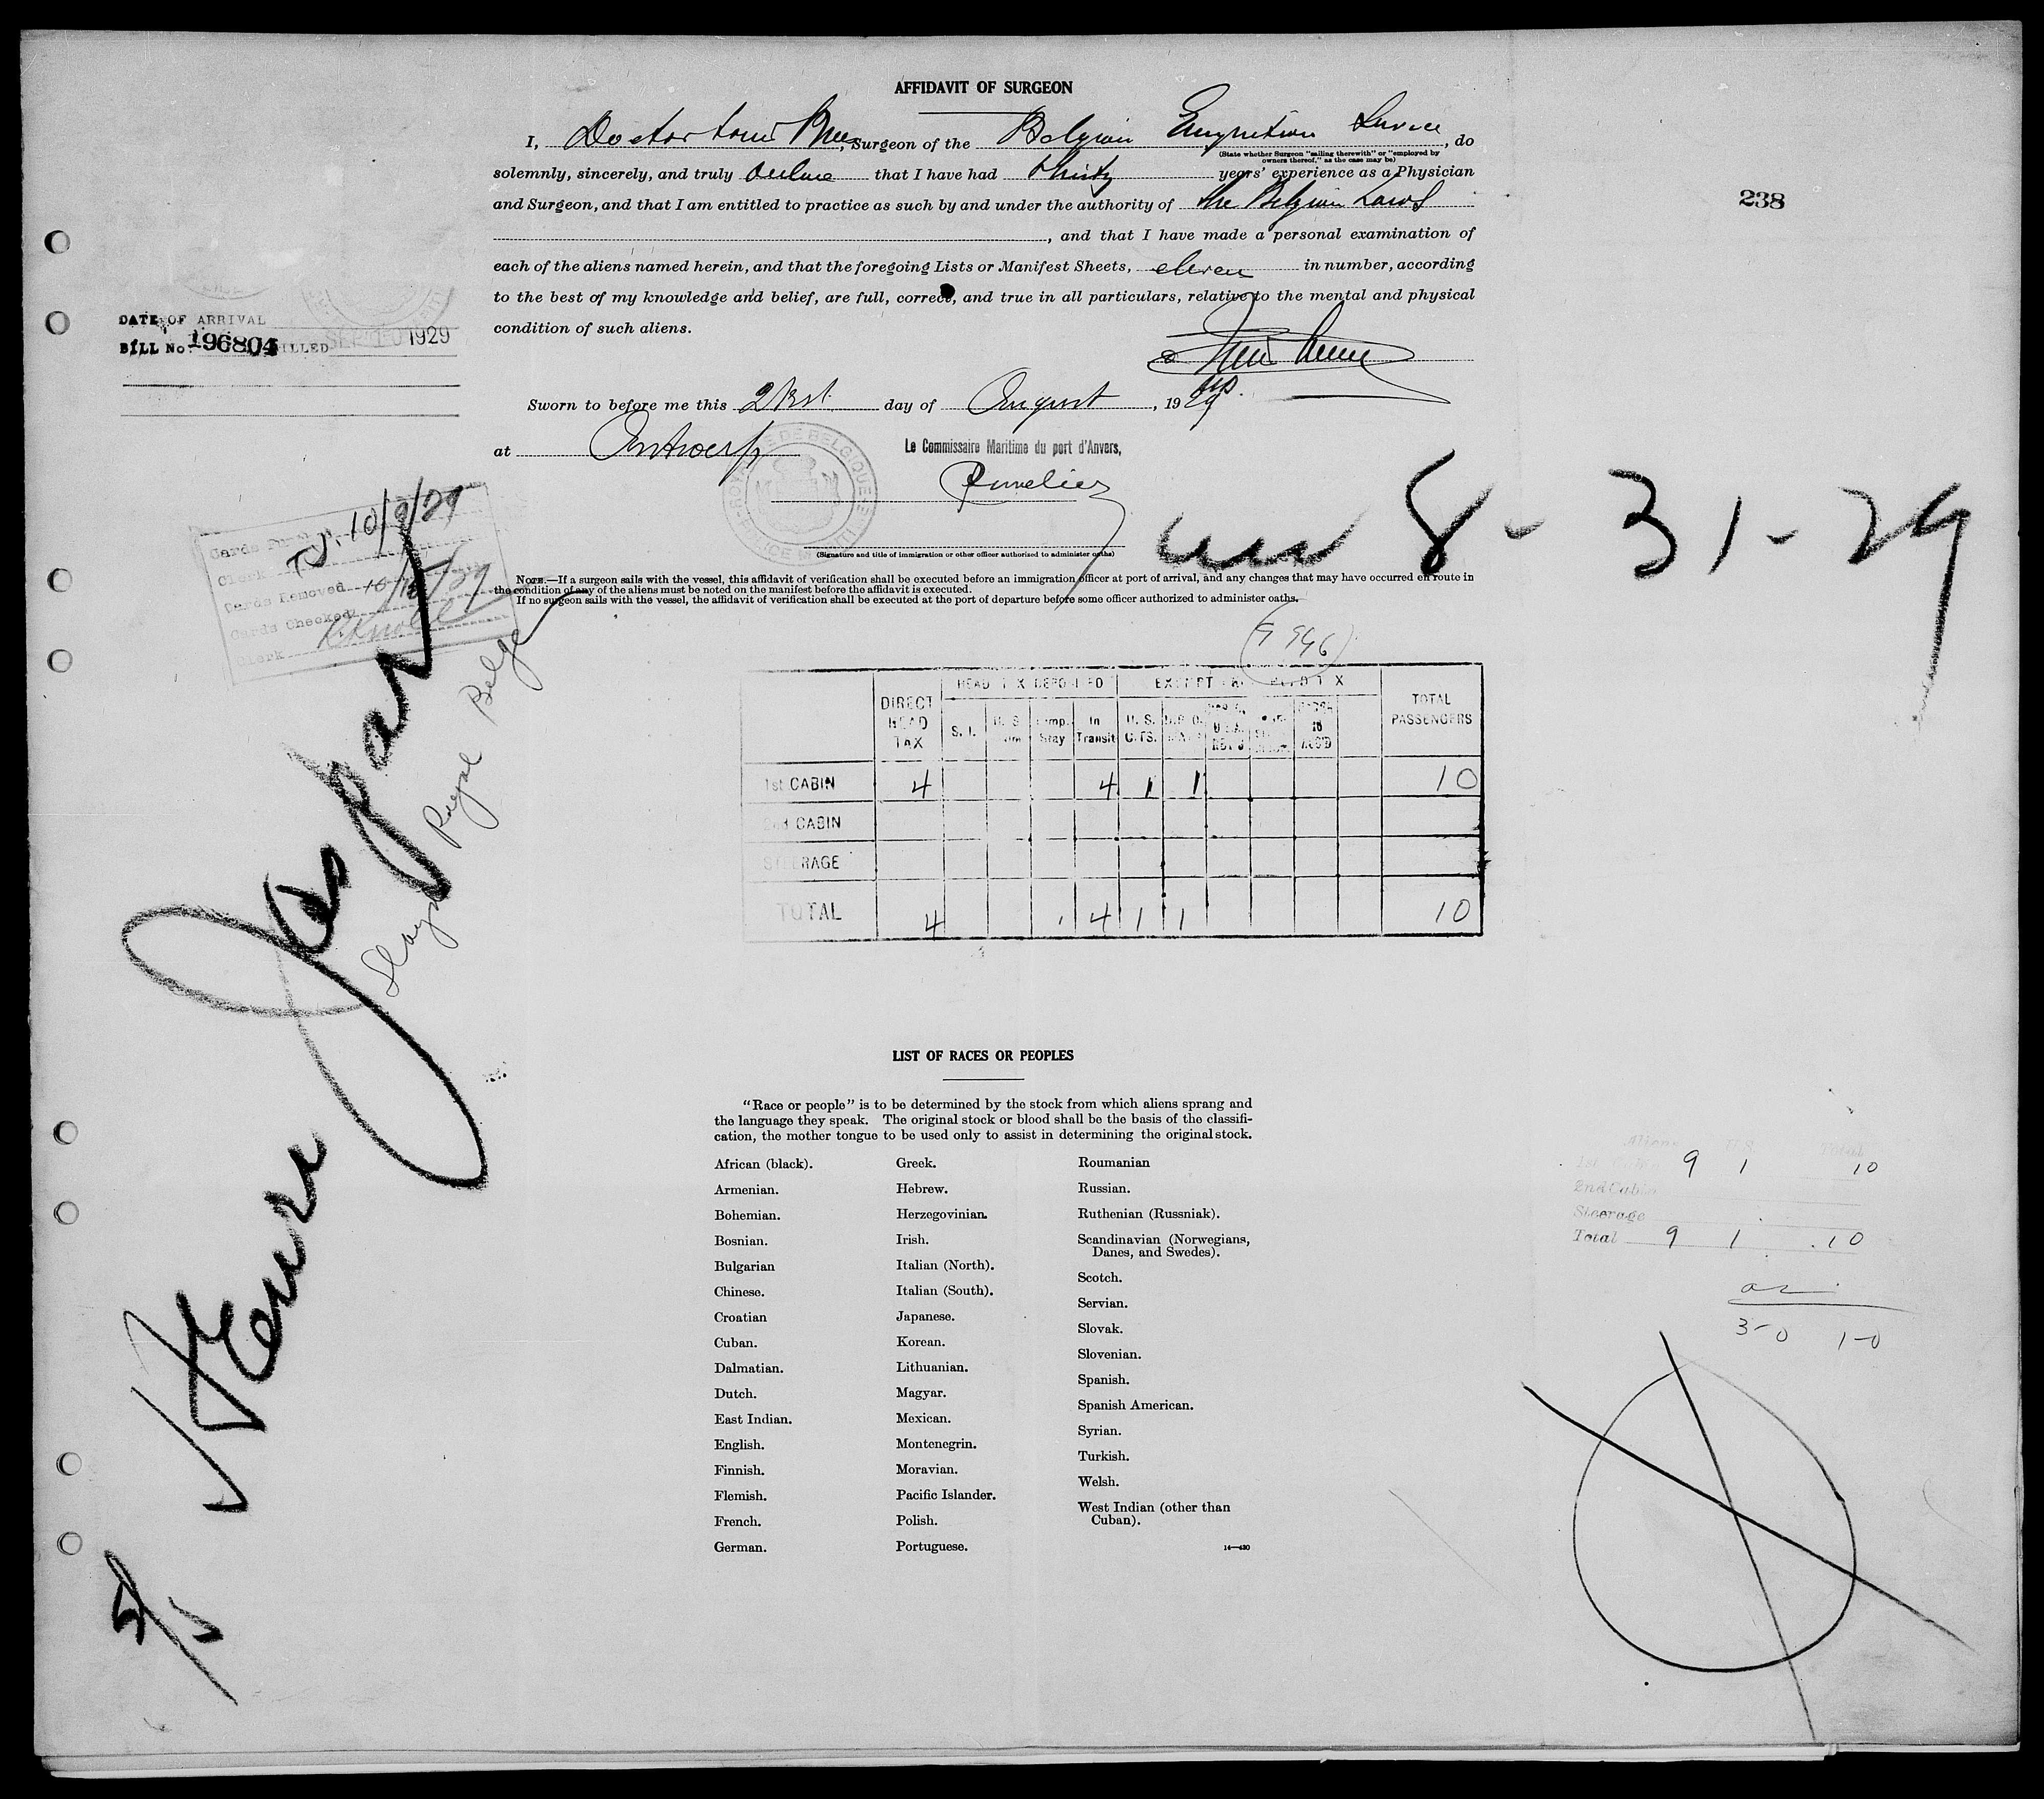 AFFIDAVIT OF SURGEON
I, Doctor Surgeon of the Belgian Emigration Service, do
(State whether Surgeon "sailing therewith" or "employed by
owners thereof," as the case may be)
solemnly, sincerely, and truly declare that I have had thirty years' experience as a Physician
and Surgeon, and that I am entitled to practice as such by and under the authority of the Belgian Laws
, and that I have made a personal examination of
each of the aliens named herein, and that the foregoing Lists or Manifest Sheets, eleven in number, according
to the best of my knowledge and belief, are full, correct, and true in all particulars, relative to the mental and physical
condition of such aliens.
238
DATE OF ARRIVAL
BILL No. 196804 1929
Sworn to before me this 21st. day of August, 1929
at Antwerp
Le Commissaire Maritime du port d'Anvers,
(Signature and title of immigration or other officer authorized to administer oaths)
8-31-29
NOTE.—If a surgeon sails with the vessel, this affidavit of verification shall be executed before an immigration officer at port of arrival, and any changes that may have occurred en route in
the condition of any of the aliens must be noted on the manifest before the affidavit is executed.
If no surgeon sails with the vessel, the affidavit of verification shall be executed at the port of departure before some officer authorized to administer oaths.
10/9/29
Clerk
Cards Removed
Cards Checked
Clerk
Henri Jaspar
Royal Belge
DIRECT HEAD TAX
S. I.
In Transit
U. S. CITS.
TOTAL PASSENGERS
1st CABIN 4 4 1 1 10
2nd CABIN
STEERAGE
TOTAL 4 4 1 1 10
LIST OF RACES OR PEOPLES
"Race or people" is to be determined by the stock from which aliens sprang and
the language they speak. The original stock or blood shall be the basis of the classifi-
cation, the mother tongue to be used only to assist in determining the original stock.
African (black).
Armenian.
Bohemian.
Bosnian.
Bulgarian
Chinese.
Croatian
Cuban.
Dalmatian.
Dutch.
East Indian.
English.
Finnish.
Flemish.
French.
German.
Greek.
Hebrew.
Herzegovinian.
Irish.
Italian (North).
Italian (South).
Japanese.
Korean.
Lithuanian.
Magyar.
Mexican.
Montenegrin.
Moravian.
Pacific Islander.
Polish.
Portuguese.
Roumanian
Russian.
Ruthenian (Russniak).
Scandinavian (Norwegians,
Danes, and Swedes).
Scotch.
Servian.
Slovak.
Slovenian.
Spanish.
Spanish American.
Syrian.
Turkish.
Welsh.
West Indian (other than
Cuban).
14—430
Aliens U.S. Total
9 1 10
2nd Cabin
Steerage
Total 9 1 10
3-0 1-0